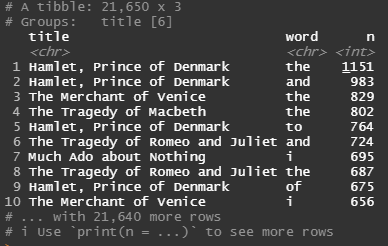 # A tibble: 21,650 x 3
# Groups: title [6]
title word n
<chr> <chr> <int>
1 Hamlet, Prince of Denmark the 1151
2 Hamlet, Prince of Denmark and 983
3 The Merchant of Venice the 829
4 The Tragedy of Macbeth the 802
5 Hamlet, Prince of Denmark to 764
6 The Tragedy of Romeo and Juliet and 724
7 Much Ado about Nothing i 695
8 The Tragedy of Romeo and Juliet the 687
9 Hamlet, Prince of Denmark of 675
10 The Merchant of Venice i 656
# ... with 21,640 more rows
# i Use `print(n = ...)` to see more rows